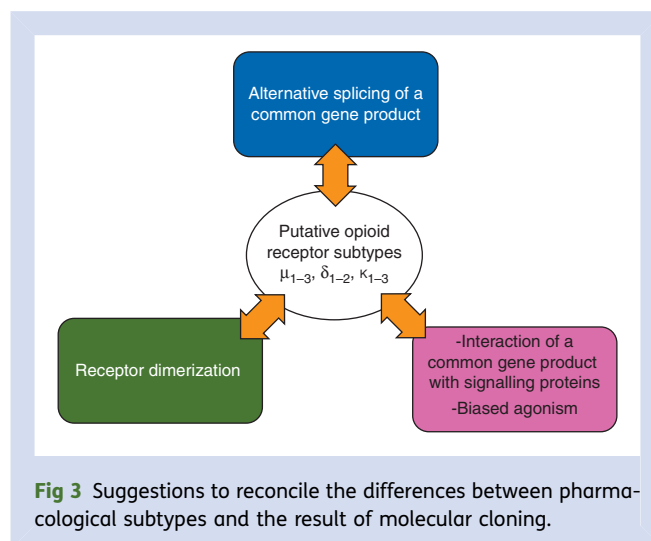 Alternative splicing of a
common gene product
Putative opioid
receptor subtypes
μ1–3, δ1–2, κ1–3
Receptor dimerization
-Interaction of a
common gene product
with signalling proteins
-Biased agonism
Fig 3 Suggestions to reconcile the differences between pharma-
cological subtypes and the result of molecular cloning.